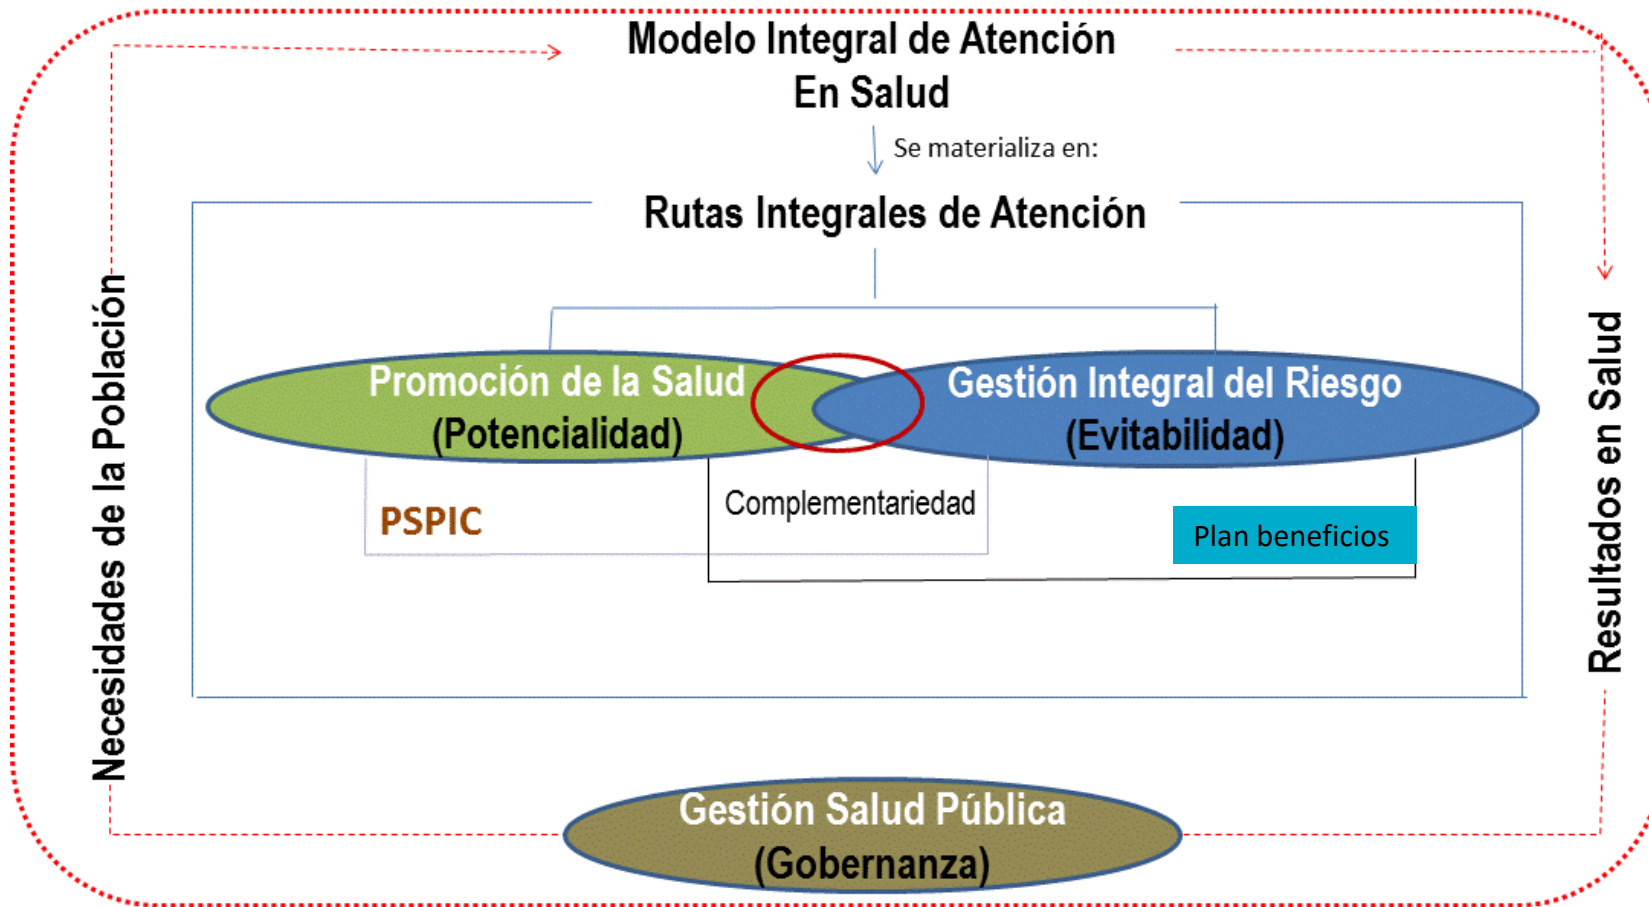 Modelo Integral de Atención
En Salud
Se materializa en:
Rutas Integrales de Atención
Necesidades de la Población
Promoción de la Salud
(Potencialidad)
Gestión Integral del Riesgo
(Evitabilidad)
Resultados en Salud
PSPIC
Complementariedad
Plan beneficios
Gestión Salud Pública
(Gobernanza)